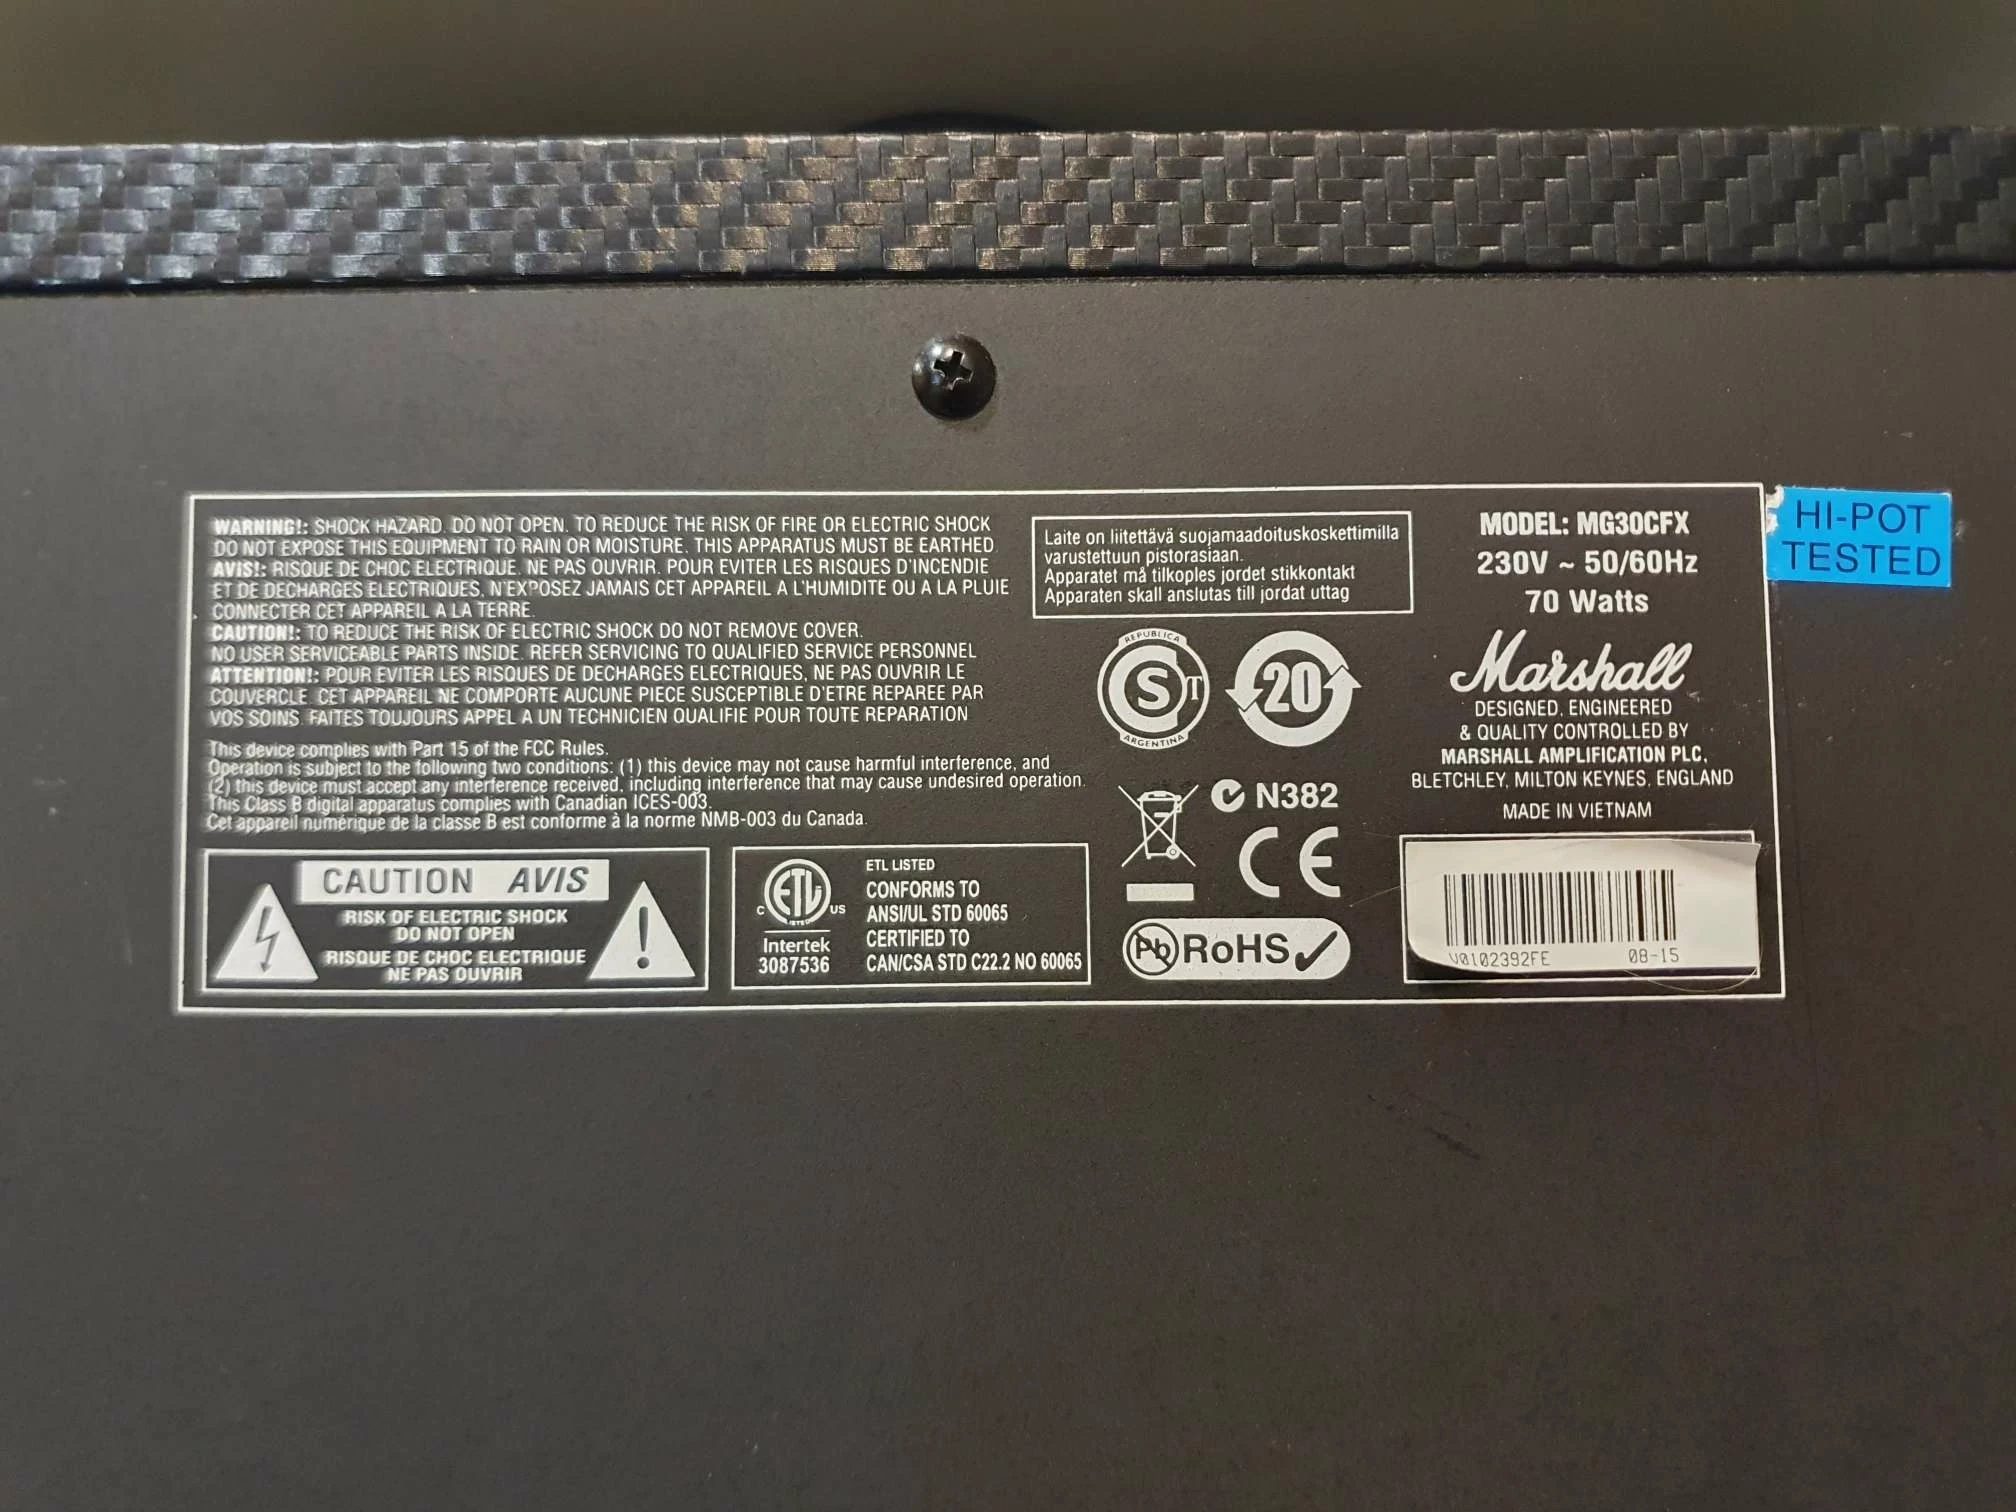 WARNING!: SHOCK HAZARD. DO NOT OPEN. TO REDUCE THE RISK OF FIRE OR ELECTRIC SHOCK
DO NOT EXPOSE THIS EQUIPMENT TO RAIN OR MOISTURE. THIS APPARATUS MUST BE EARTHED.
AVIS!: RISQUE DE CHOC ELECTRIQUE. NE PAS OUVRIR. POUR EVITER LES RISQUES D'INCENDIE
ET DE DECHARGES ELECTRIQUES, N'EXPOSEZ JAMAIS CET APPAREIL A L'HUMIDITE OU A LA PLUIE
CONNECTER CET APPAREIL A LA TERRE.
CAUTION!: TO REDUCE THE RISK OF ELECTRIC SHOCK DO NOT REMOVE COVER.
NO USER SERVICEABLE PARTS INSIDE. REFER SERVICING TO QUALIFIED SERVICE PERSONNEL
ATTENTION!: POUR EVITER LES RISQUES DE DECHARGES ELECTRIQUES, NE PAS OUVRIR LE
COUVERCLE. CET APPAREIL NE COMPORTE AUCUNE PIECE SUSCEPTIBLE D'ETRE REPAREE PAR
VOS SOINS. FAITES TOUJOURS APPEL A UN TECHNICIEN QUALIFIE POUR TOUTE REPARATION
This device complies with Part 15 of the FCC Rules.
Operation is subject to the following two conditions: (1) this device may not cause harmful interference, and
(2) this device must accept any interference received, including interference that may cause undesired operation.
This Class B digital apparatus complies with Canadian ICES-003.
Cet appareil numérique de la classe B est conforme à la norme NMB-003 du Canada.
CAUTION AVIS
RISK OF ELECTRIC SHOCK
DO NOT OPEN
RISQUE DE CHOC ELECTRIQUE
NE PAS OUVRIR
ETL
C US
Intertek
3087536
ETL LISTED
CONFORMS TO
ANSI/UL STD 60065
CERTIFIED TO
CAN/CSA STD C22.2 NO 60065
Laite on liitettävä suojamaadoituskoskettimilla
varustettuun pistorasiaan.
Apparatet må tilkoples jordet stikkontakt
Apparaten skall anslutas till jordat uttag
REPUBLICA
S T
ARGENTINA
20
N382
CE
Pb RoHS
MODEL: MG30CFX
230V ~ 50/60Hz
70 Watts
Marshall
DESIGNED, ENGINEERED
& QUALITY CONTROLLED BY
MARSHALL AMPLIFICATION PLC,
BLETCHLEY, MILTON KEYNES, ENGLAND
MADE IN VIETNAM
V0102392FE 08-15
HI-POT
TESTED